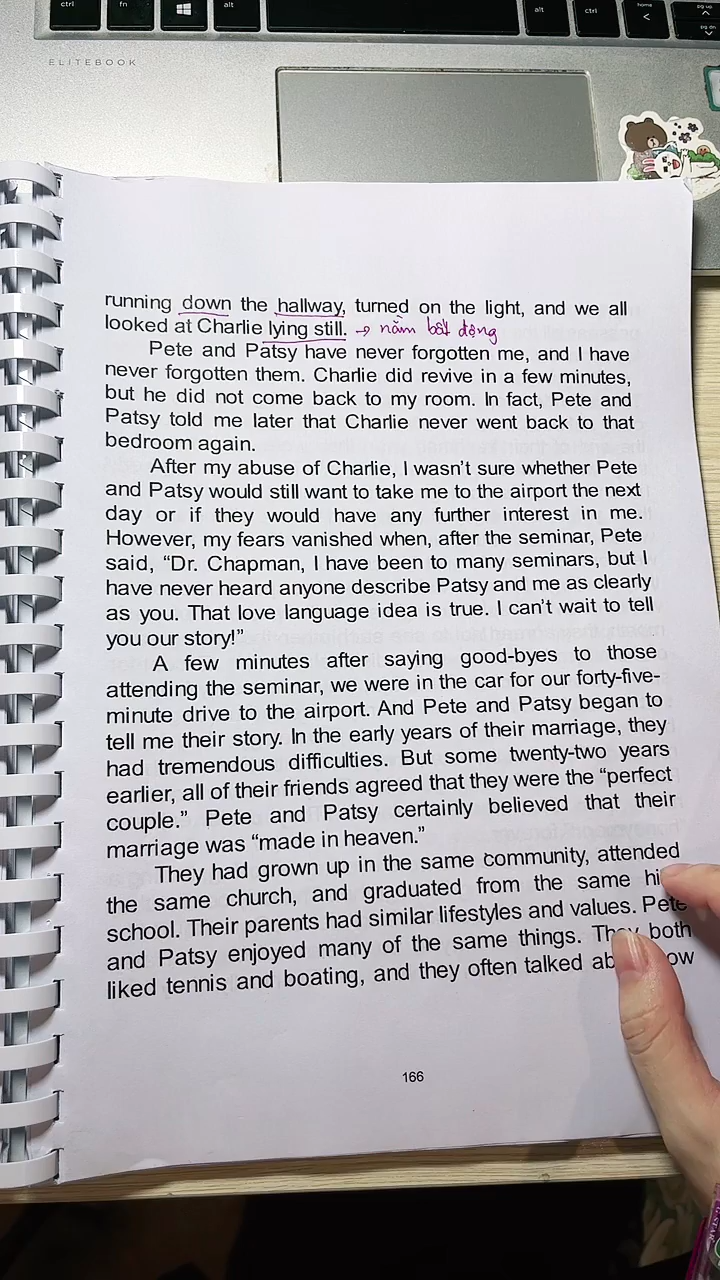 ctrl fn alt alt ctrl home pg up
pg dn
ELITEBOOK
running down the hallway, turned on the light, and we all
looked at Charlie lying still. → nằm bất động
Pete and Patsy have never forgotten me, and I have
never forgotten them. Charlie did revive in a few minutes,
but he did not come back to my room. In fact, Pete and
Patsy told me later that Charlie never went back to that
bedroom again.
After my abuse of Charlie, I wasn't sure whether Pete
and Patsy would still want to take me to the airport the next
day or if they would have any further interest in me.
However, my fears vanished when, after the seminar, Pete
said, “Dr. Chapman, I have been to many seminars, but I
have never heard anyone describe Patsy and me as clearly
as you. That love language idea is true. I can't wait to tell
you our story!”
A few minutes after saying good-byes to those
attending the seminar, we were in the car for our forty-five-
minute drive to the airport. And Pete and Patsy began to
tell me their story. In the early years of their marriage, they
had tremendous difficulties. But some twenty-two years
earlier, all of their friends agreed that they were the “perfect
couple.” Pete and Patsy certainly believed that their
marriage was “made in heaven.”
They had grown up in the same community, attended
the same church, and graduated from the same
school. Their parents had similar lifestyles and values. Pete
and Patsy enjoyed many of the same things. They both
liked tennis and boating, and they often talked
166